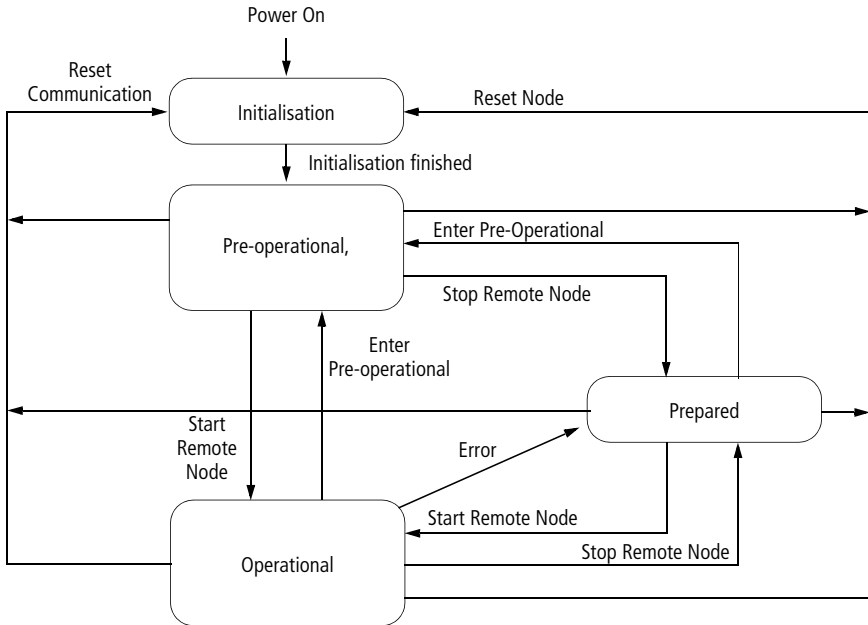 Power On
Reset
Communication
Initialisation
Reset Node
Initialisation finished
Pre-operational,
Enter Pre-Operational
Stop Remote Node
Enter
Pre-operational
Prepared
Start
Remote
Node
Error
Start Remote Node
Stop Remote Node
Operational